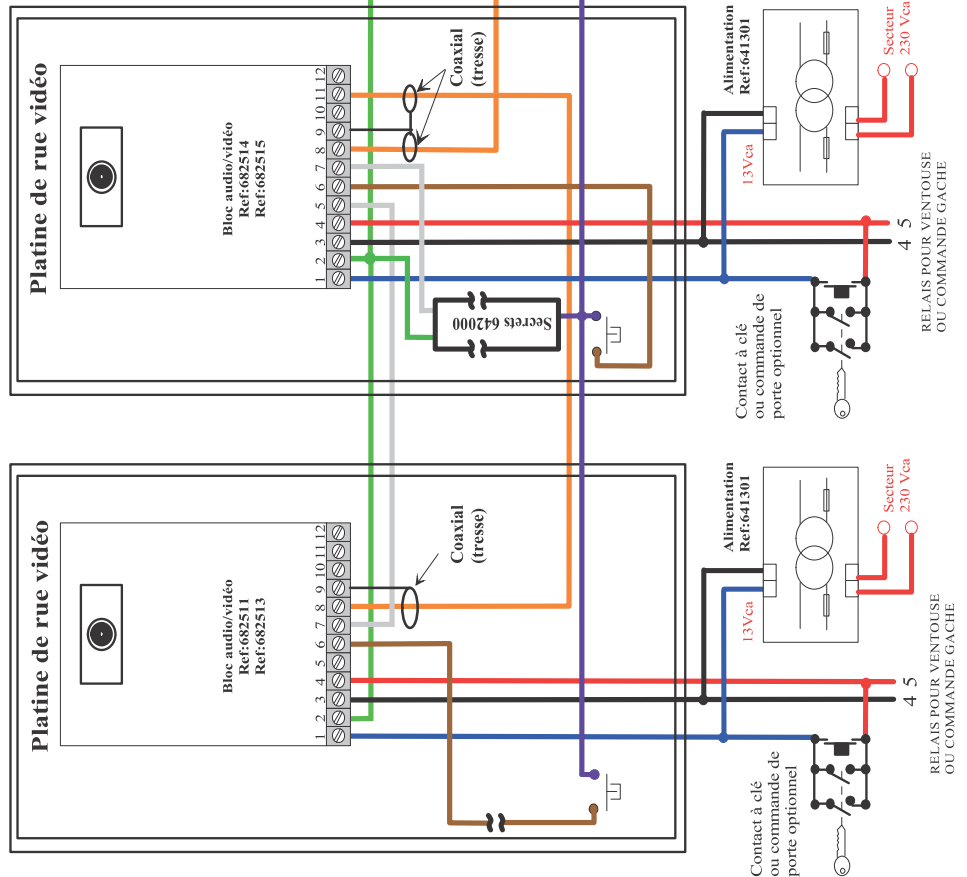 Platine de rue vidéo
Bloc audio/vidéo
Ref:682514
Ref:682515
1 2 3 4 5 6 7 8 9 10 11 12
Coaxial
(tresse)
Secrets 642000
Alimentation
Ref:641301
13Vca
Secteur
230 Vca
4 5
RELAIS POUR VENTOUSE
OU COMMANDE GACHE
Contact à clé
ou commande de
porte optionnel
Platine de rue vidéo
Bloc audio/vidéo
Ref:682511
Ref:682513
1 2 3 4 5 6 7 8 9 10 11 12
Coaxial
(tresse)
Alimentation
Ref:641301
13Vca
Secteur
230 Vca
4 5
RELAIS POUR VENTOUSE
OU COMMANDE GACHE
Contact à clé
ou commande de
porte optionnel